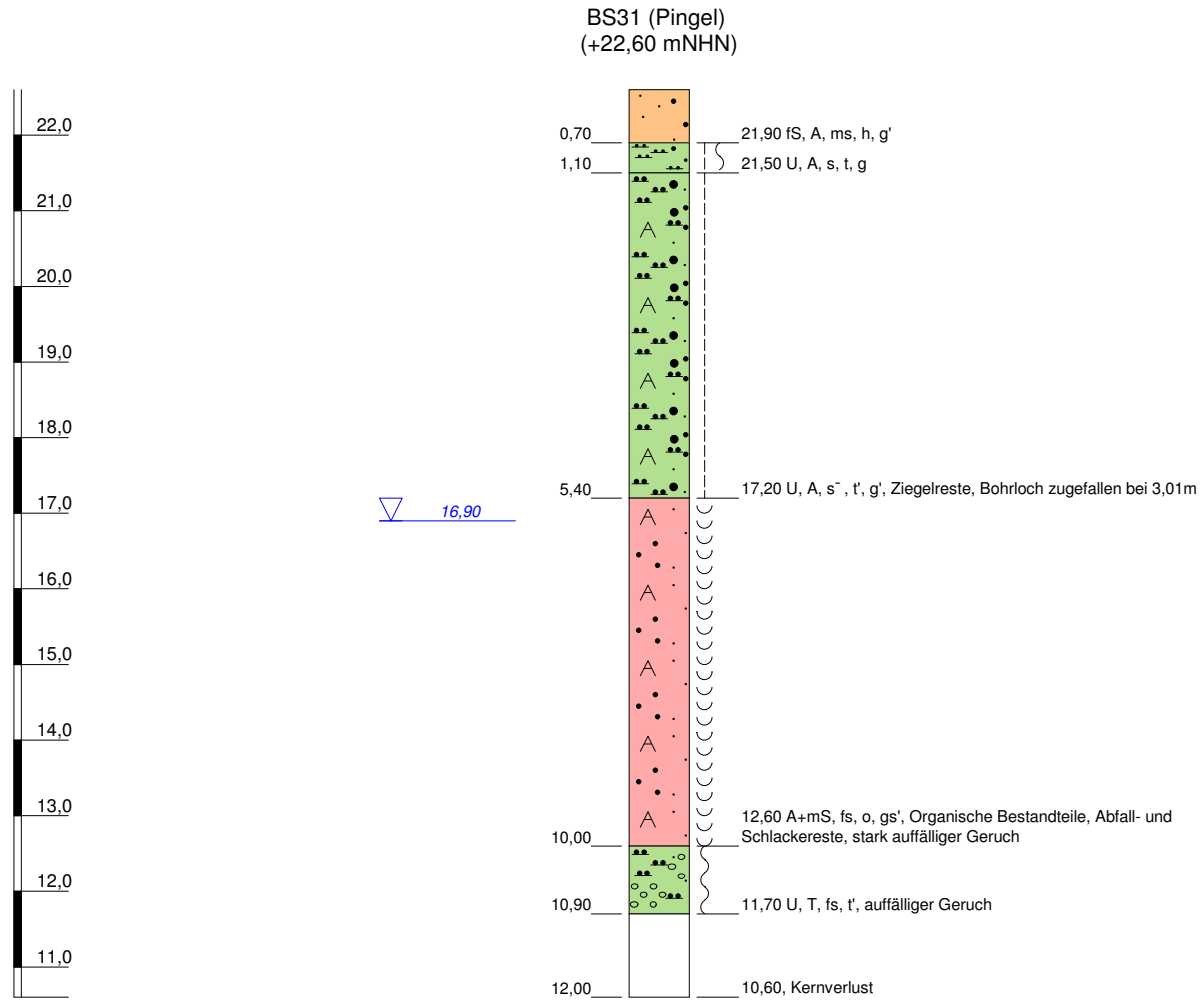 BS31 (Pingel)
(+22,60 mNHN)
22,0
0,70
21,90 fS, A, ms, h, g'
1,10
21,50 U, A, s, t, g
21,0
A
20,0
A
19,0
A
18,0
A
5,40
17,20 U, A, s¯ , t', g', Ziegelreste, Bohrloch zugefallen bei 3,01m
17,0
16,90
A
16,0
A
15,0
A
14,0
A
13,0
A
12,60 A+mS, fs, o, gs', Organische Bestandteile, Abfall- und
10,00
Schlackereste, stark auffälliger Geruch
12,0
10,90
11,70 U, T, fs, t', auffälliger Geruch
11,0
12,00
10,60, Kernverlust